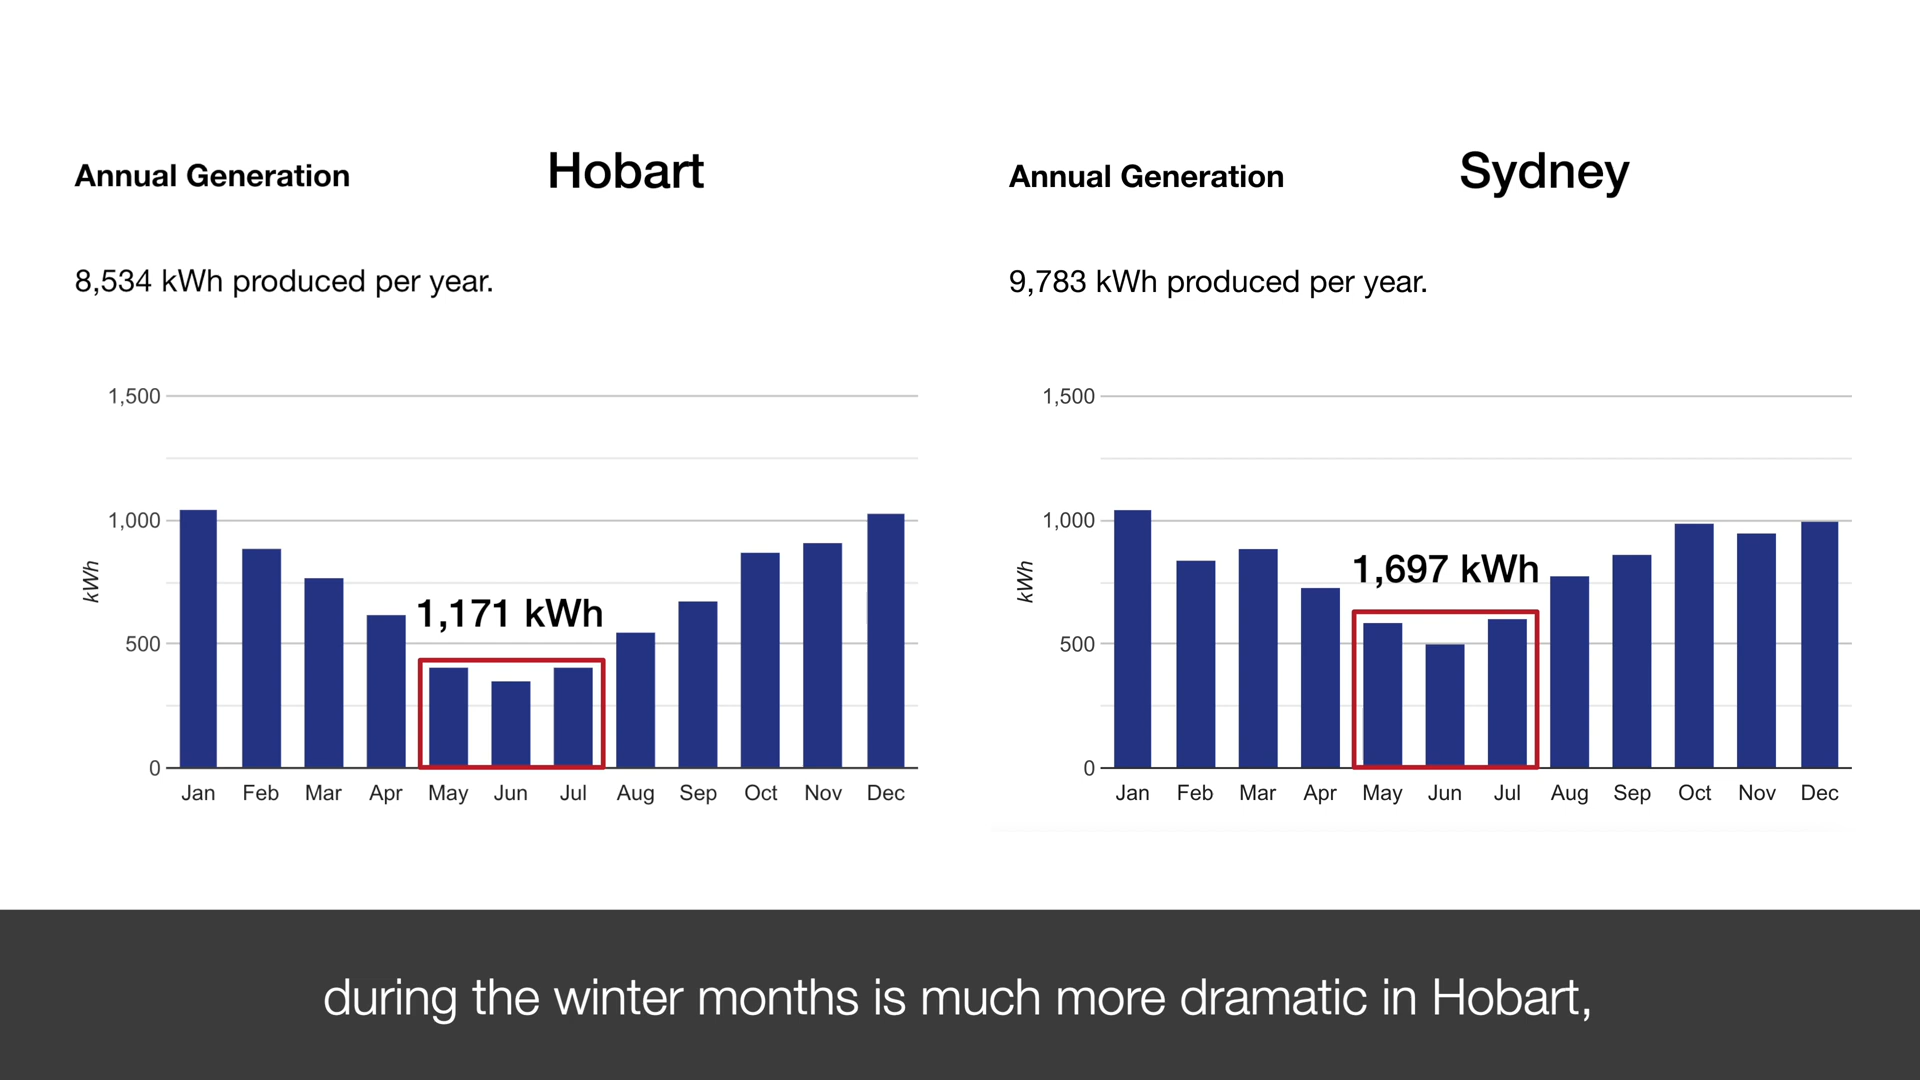 Annual Generation
Hobart
8,534 kWh produced per year.
1,500
1,000
500
0
kWh
1,171 kWh
Jan Feb Mar Apr May Jun Jul Aug Sep Oct Nov Dec
Annual Generation
Sydney
9,783 kWh produced per year.
1,500
1,000
500
0
kWh
1,697 kWh
Jan Feb Mar Apr May Jun Jul Aug Sep Oct Nov Dec
during the winter months is much more dramatic in Hobart,